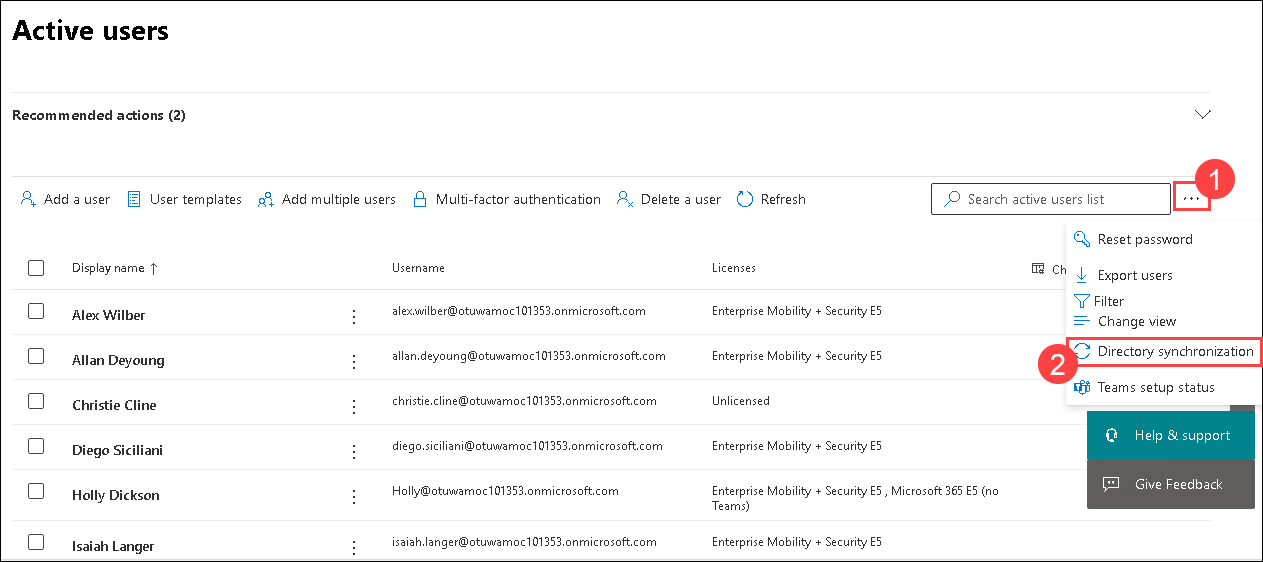 Active users
Recommended actions (2)
1
Add a user
User templates
Add multiple users
Multi-factor authentication
Delete a user
Refresh
Search active users list
...
Reset password
Export users
Filter
Change view
2
Directory synchronization
Teams setup status
Display name ↑
Username
Licenses
Ch
Alex Wilber
alex.wilber@otuwamoc101353.onmicrosoft.com
Enterprise Mobility + Security E5
Allan Deyoung
allan.deyoung@otuwamoc101353.onmicrosoft.com
Enterprise Mobility + Security E5
Christie Cline
christie.cline@otuwamoc101353.onmicrosoft.com
Unlicensed
Diego Siciliani
diego.siciliani@otuwamoc101353.onmicrosoft.com
Enterprise Mobility + Security E5
Holly Dickson
Holly@otuwamoc101353.onmicrosoft.com
Enterprise Mobility + Security E5 , Microsoft 365 E5 (no
Teams)
Isaiah Langer
isaiah.langer@otuwamoc101353.onmicrosoft.com
Enterprise Mobility + Security E5
Help & support
Give Feedback